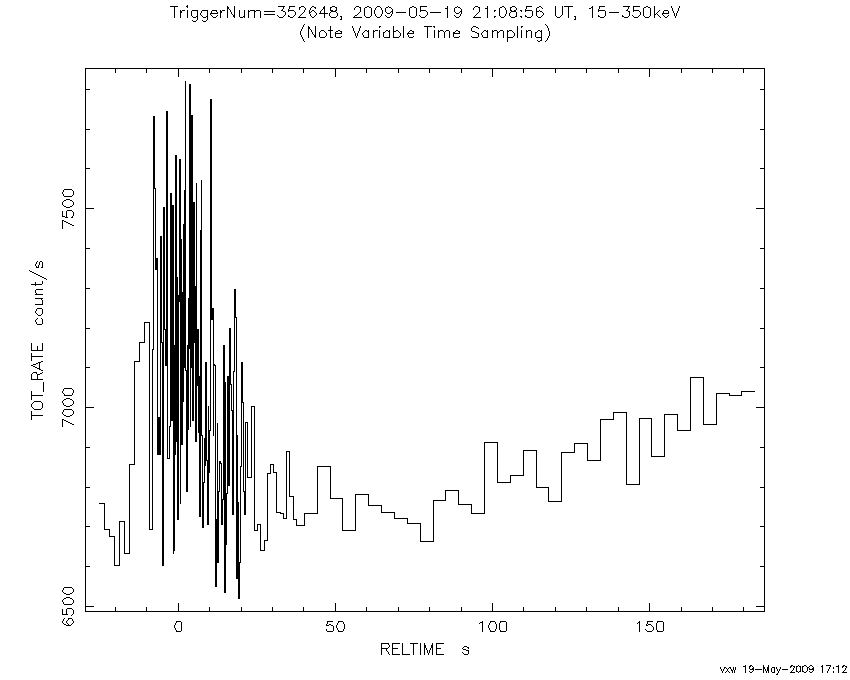 TriggerNum=352648, 2009-05-19 21:08:56 UT, 15-350keV
(Note Variable Time Sampling)
7500
7000
6500
TOT_RATE count/s
0 50 100 150
RELTIME s
vxw 19-May-2009 17:12